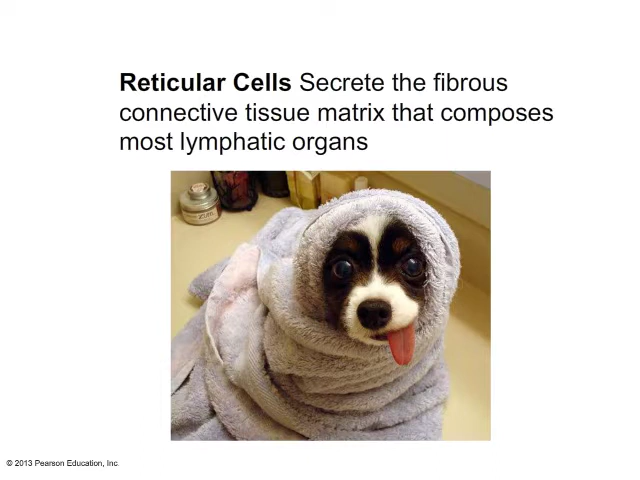 Reticular Cells Secrete the fibrous
connective tissue matrix that composes
most lymphatic organs
© 2013 Pearson Education, Inc.